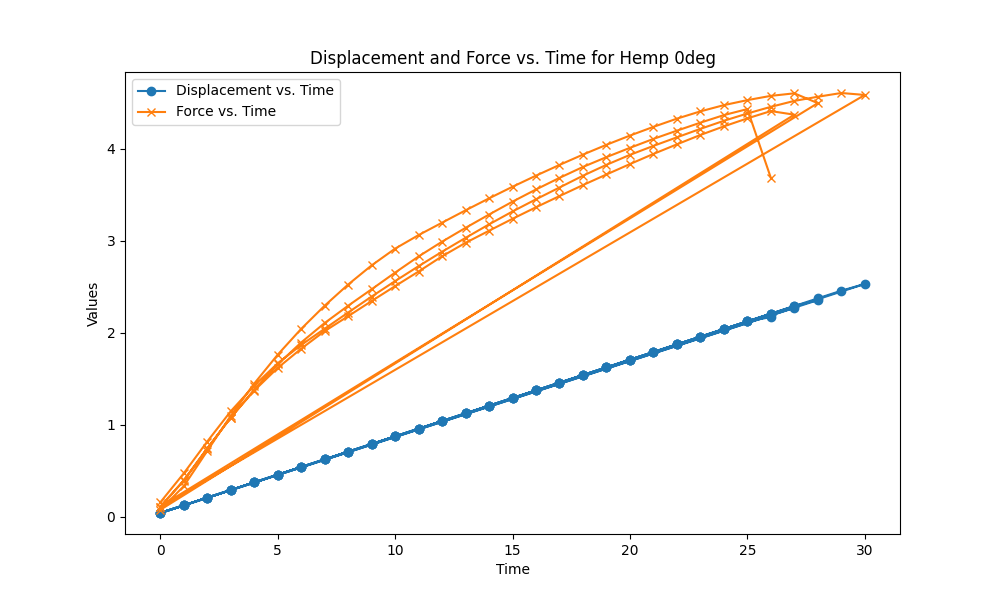 Displacement and Force vs. Time for Hemp 0deg
Displacement vs. Time
Force vs. Time
4
3
2
1
0
Values
0 5 10 15 20 25 30
Time